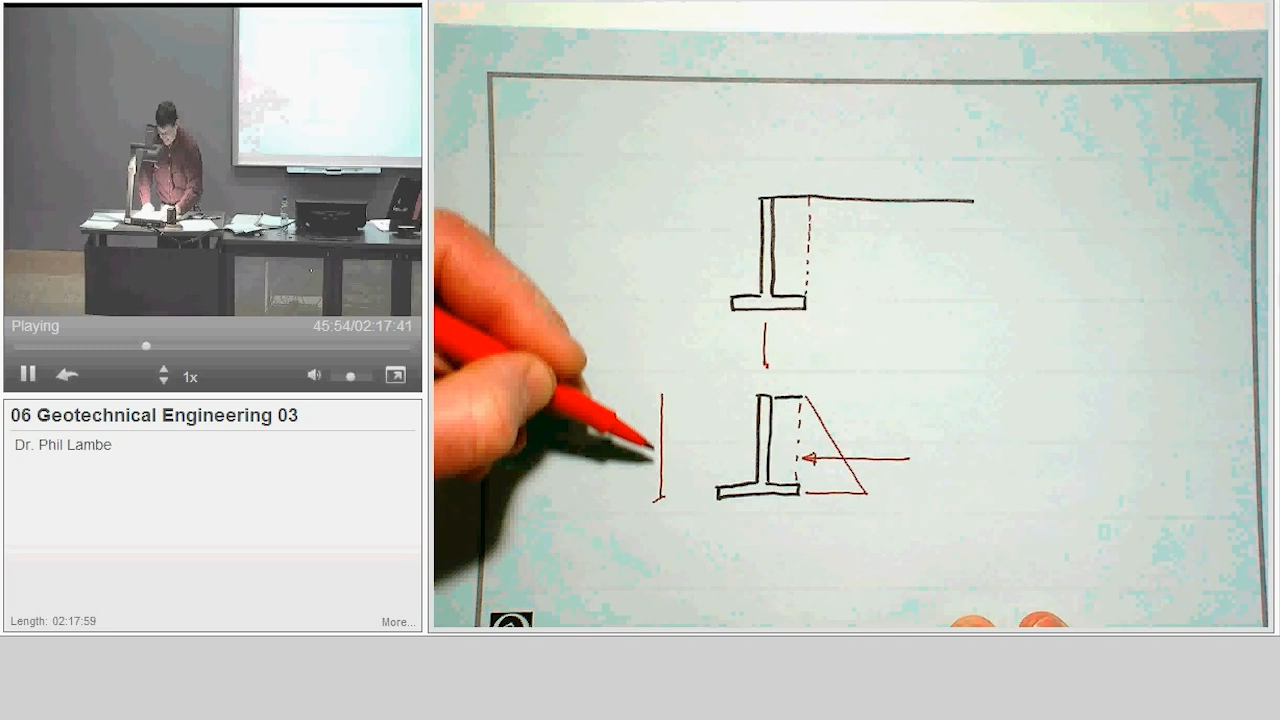 Playing
45:54/02:17:41
1x
06 Geotechnical Engineering 03
Dr. Phil Lambe
Length: 02:17:59
More...